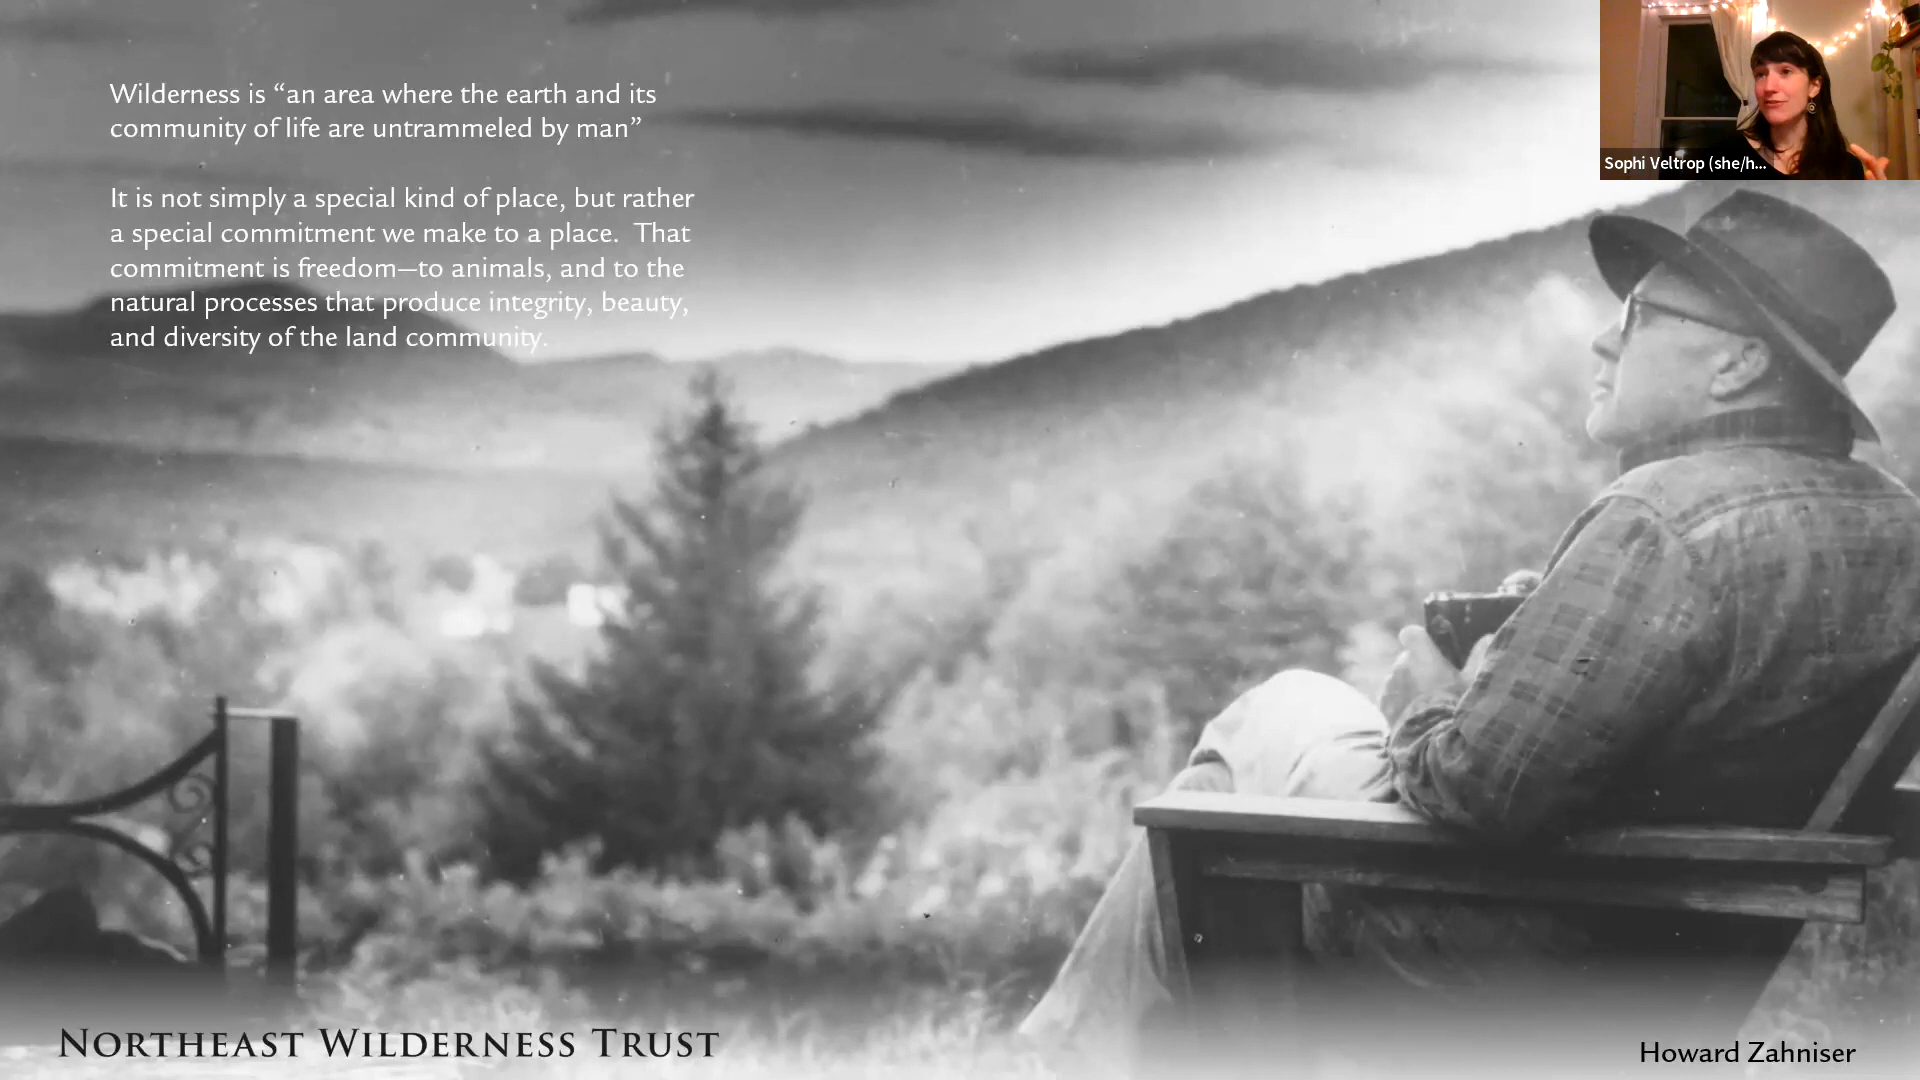 Wilderness is “an area where the earth and its
community of life are untrammeled by man”
It is not simply a special kind of place, but rather
a special commitment we make to a place.  That
commitment is freedom—to animals, and to the
natural processes that produce integrity, beauty,
and diversity of the land community.
Sophi Veltrop (she/h...
Northeast Wilderness Trust
Howard Zahniser